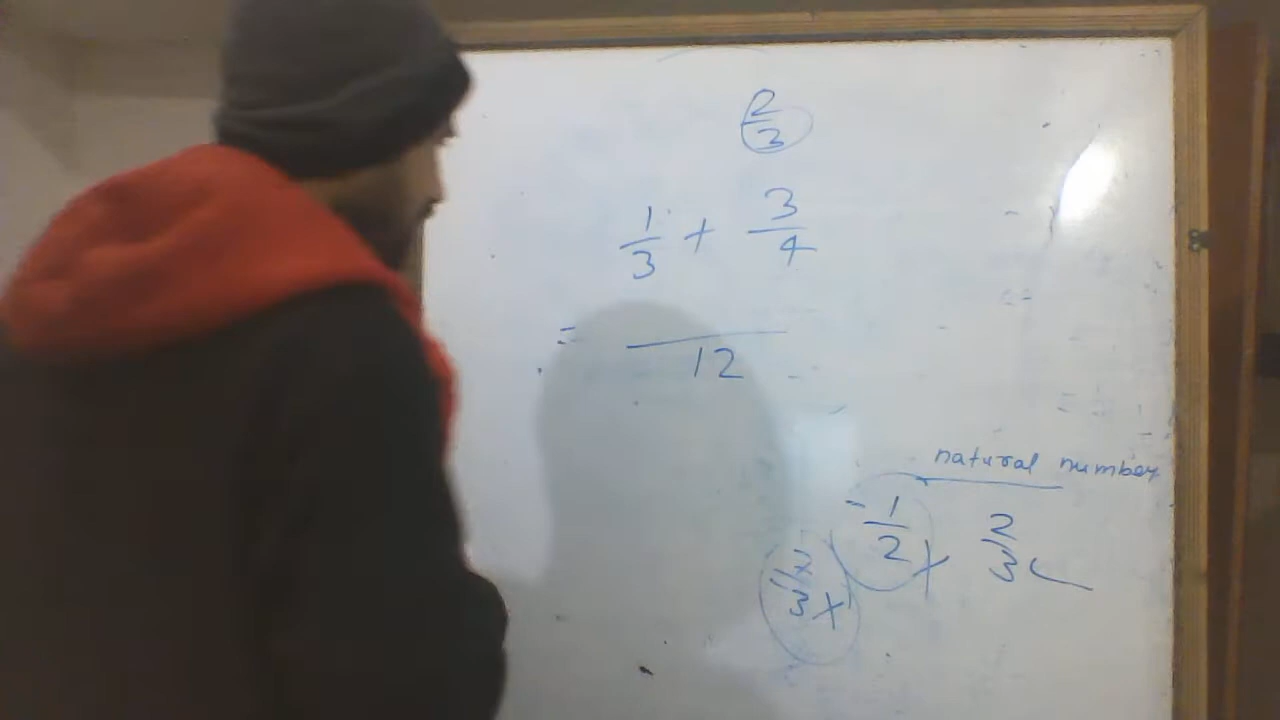 2/3
1/3 + 3/4
= /12
natural number
-1/2 x 2/3 ✓
x